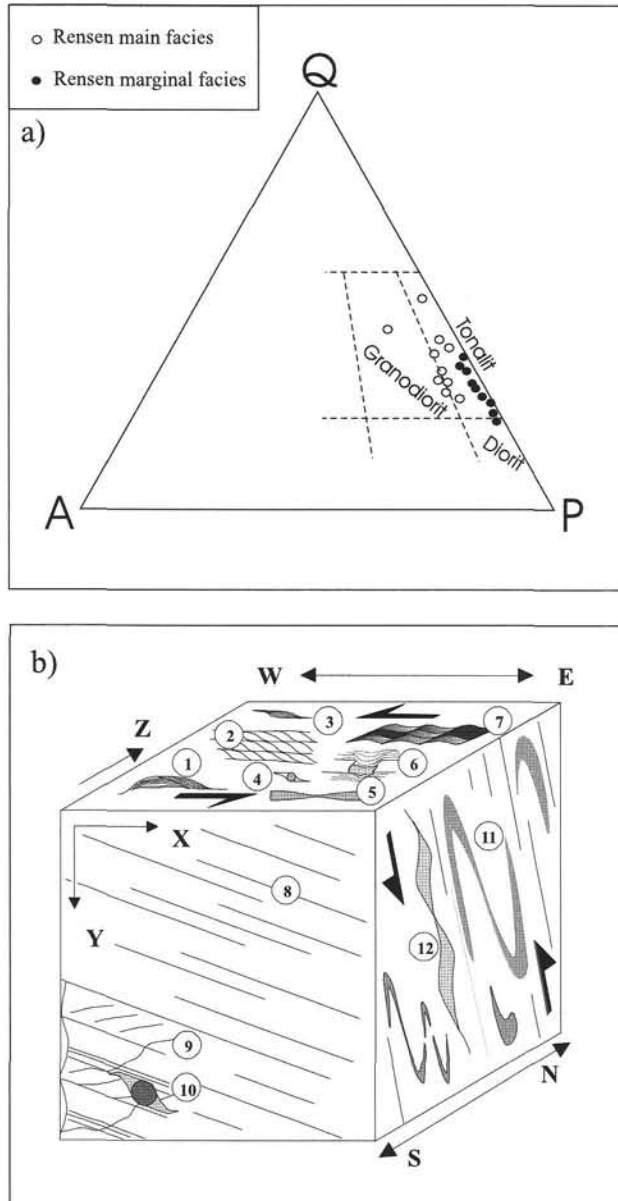 Rensen main facies
Rensen marginal facies
a)
Q
Tonalit
Granodiorit
Diorit
A
P
b)
W
E
Z
3
7
2
1
4
6
5
X
8
11
Y
12
9
10
N
S